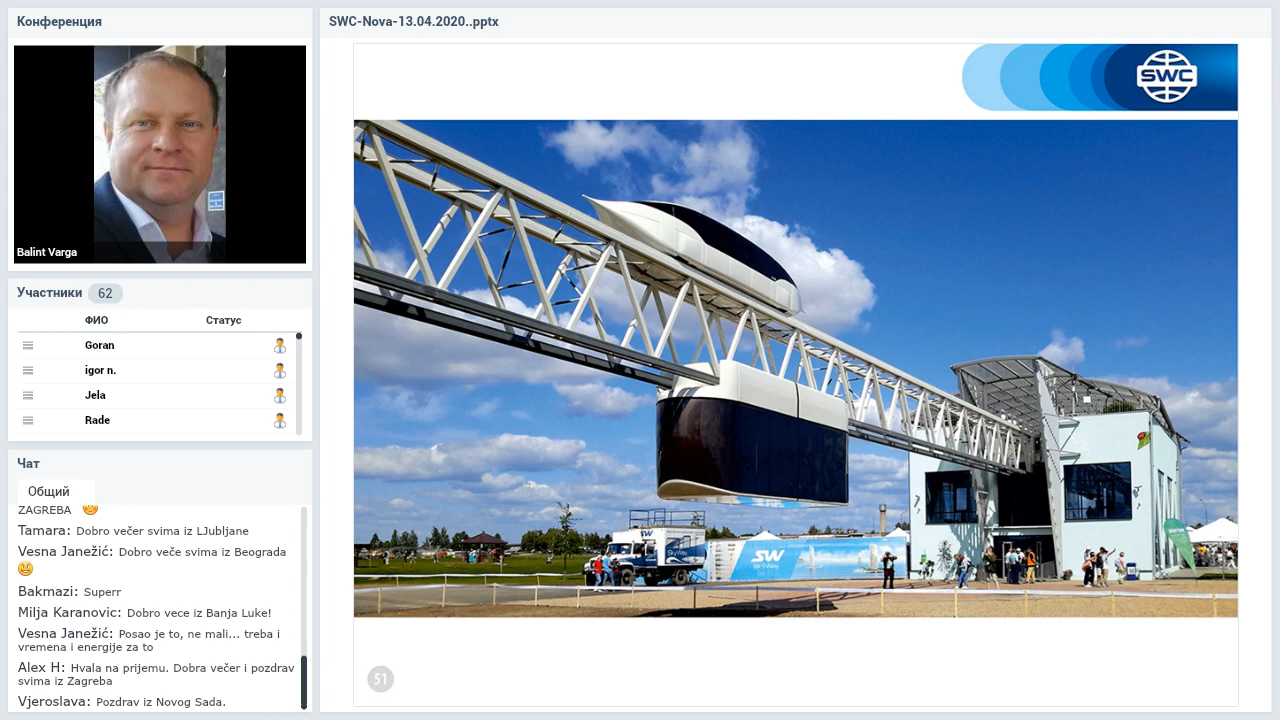 Конференция
Balint Varga
Участники 62
ФИО Статус
Goran
igor n.
Jela
Rade
Чат
Общий
ZAGREBA
Tamara: Dobro večer svima iz LJubljane
Vesna Janežić: Dobro veče svima iz Beograda
Bakmazi: Superr
Milja Karanovic: Dobro vece iz Banja Luke!
Vesna Janežić: Posao je to, ne mali... treba i
vremena i energije za to
Alex H: Hvala na prijemu. Dobra večer i pozdrav
svima iz Zagreba
Vjeroslava: Pozdrav iz Novog Sada.
SWC-Nova-13.04.2020..pptx
SWC
SW
SkyWay
SW
51